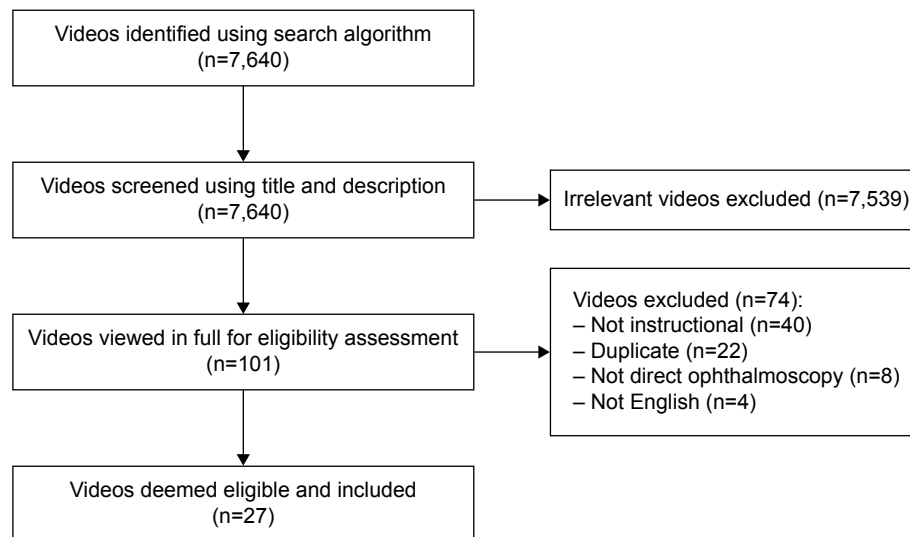 Videos identified using search algorithm
(n=7,640)
Videos screened using title and description
(n=7,640)
Irrelevant videos excluded (n=7,539)
Videos viewed in full for eligibility assessment
(n=101)
Videos excluded (n=74):
– Not instructional (n=40)
– Duplicate (n=22)
– Not direct ophthalmoscopy (n=8)
– Not English (n=4)
Videos deemed eligible and included
(n=27)